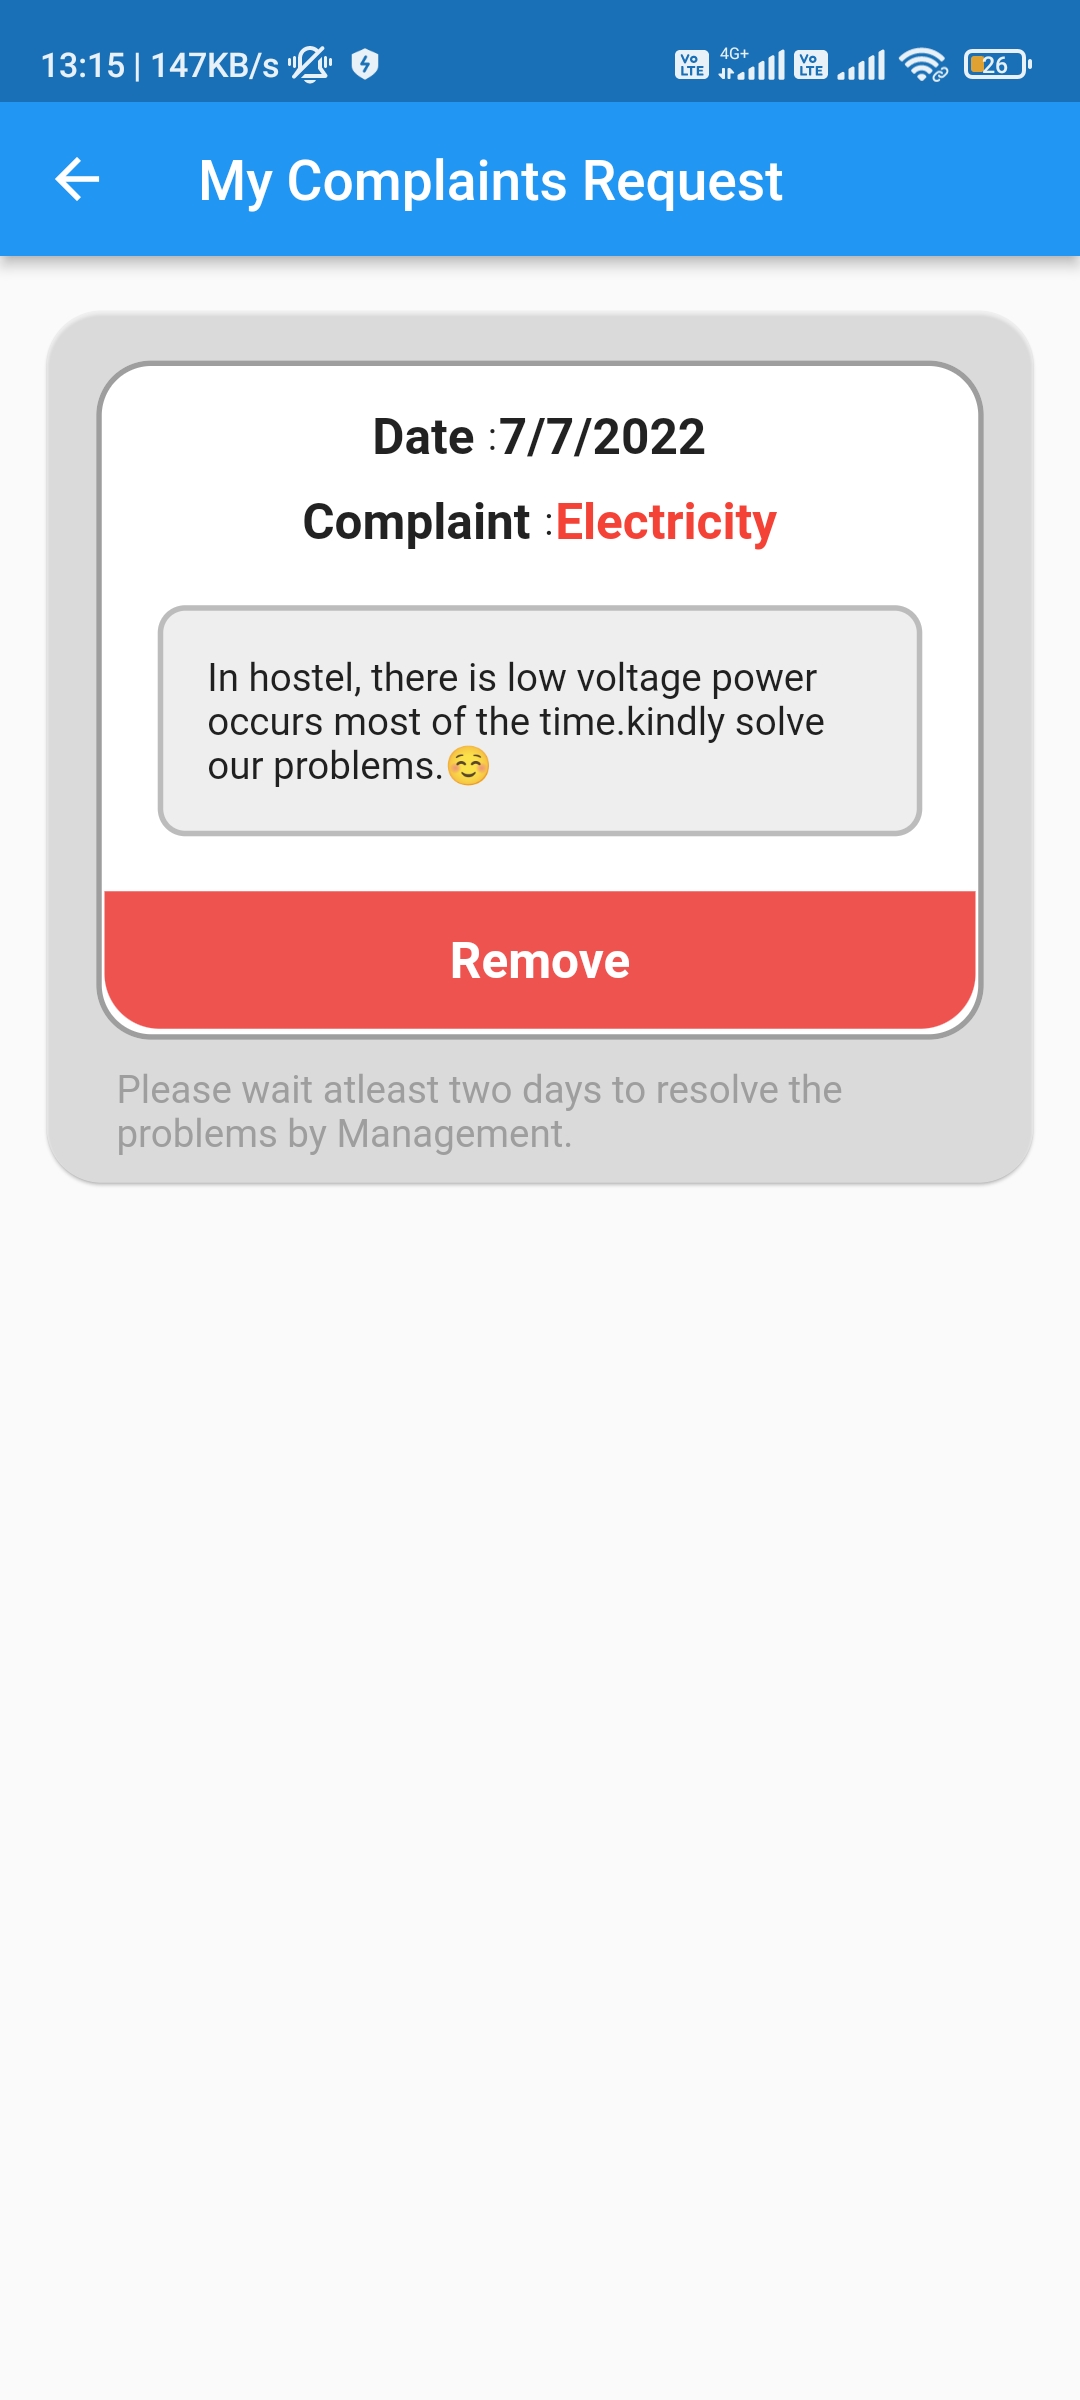 13:15 | 147KB/s Vo LTE 4G+ Vo LTE 26
My Complaints Request
Date :7/7/2022
Complaint :Electricity
In hostel, there is low voltage power
occurs most of the time.kindly solve
our problems.☺️
Remove
Please wait atleast two days to resolve the
problems by Management.